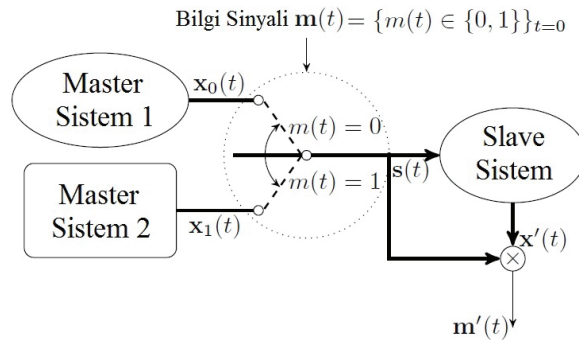 Bilgi Sinyali m(t) = {m(t) ∈ {0, 1}}t=0
Master
Sistem 1
x0(t)
m(t) = 0
m(t) = 1
Master
Sistem 2
x1(t)
s(t)
Slave
Sistem
x′(t)
×
m′(t)